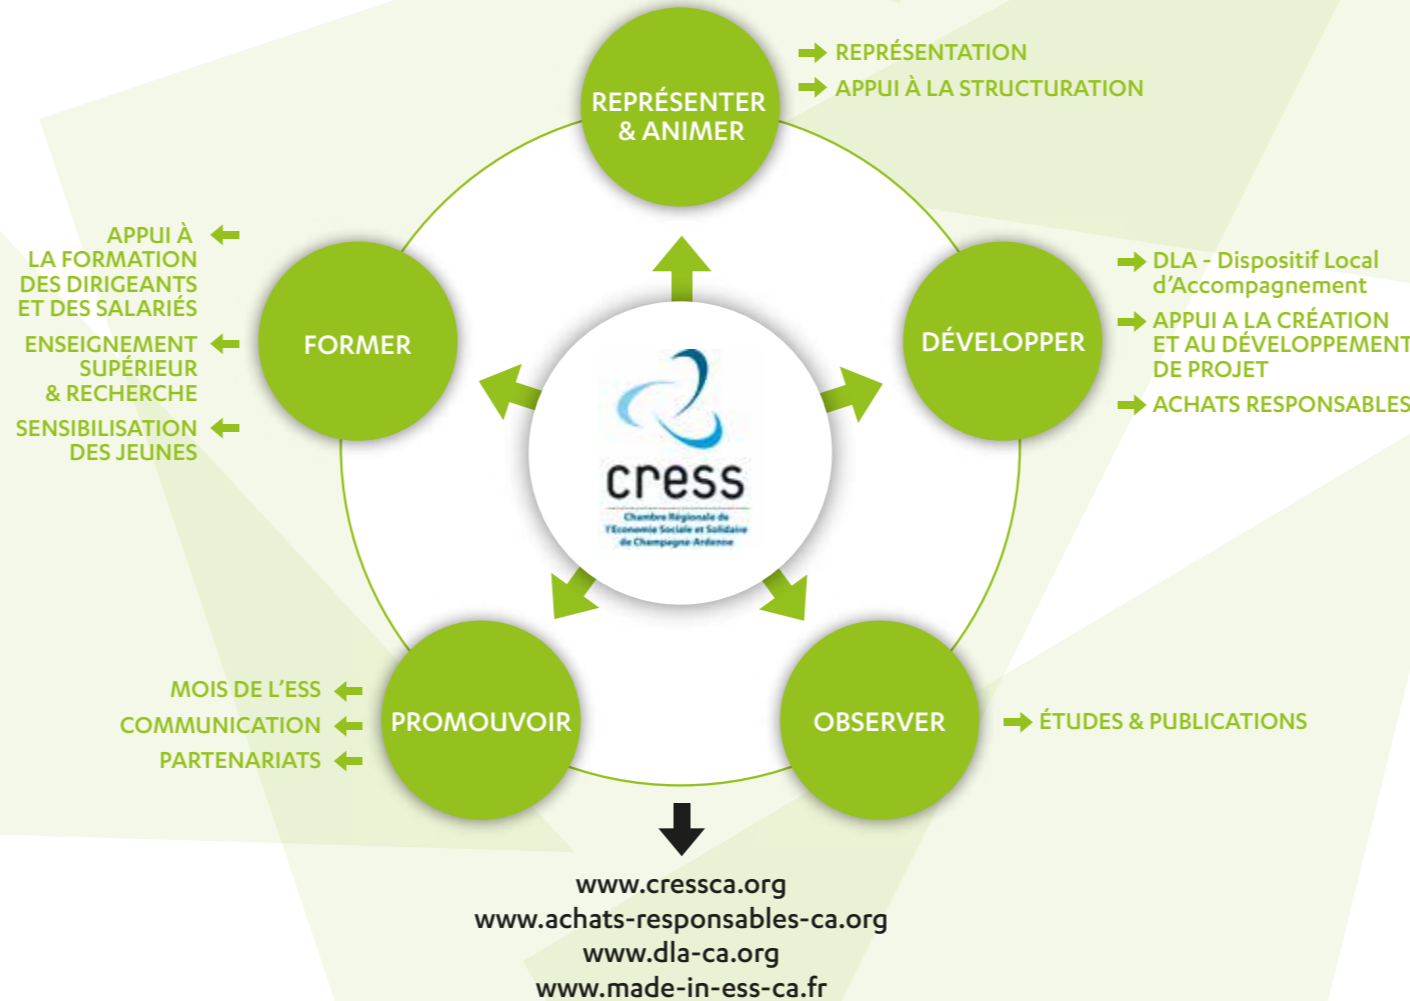 REPRÉSENTER
& ANIMER
REPRÉSENTATION
APPUI À LA STRUCTURATION
DÉVELOPPER
DLA - Dispositif Local
d'Accompagnement
APPUI A LA CRÉATION
ET AU DÉVELOPPEMENT
DE PROJET
ACHATS RESPONSABLES
OBSERVER
ÉTUDES & PUBLICATIONS
PROMOUVOIR
MOIS DE L'ESS
COMMUNICATION
PARTENARIATS
FORMER
APPUI À
LA FORMATION
DES DIRIGEANTS
ET DES SALARIÉS
ENSEIGNEMENT
SUPÉRIEUR
& RECHERCHE
SENSIBILISATION
DES JEUNES
cress
Chambre Régionale de
l'Economie Sociale et Solidaire
de Champagne-Ardenne
www.cressca.org
www.achats-responsables-ca.org
www.dla-ca.org
www.made-in-ess-ca.fr